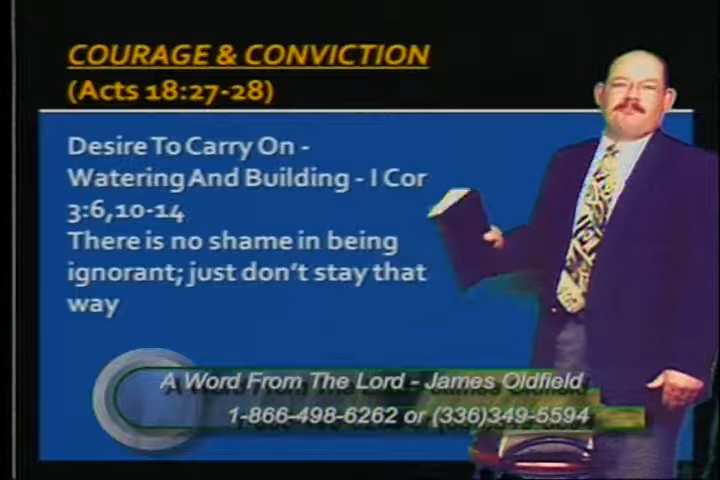 COURAGE & CONVICTION
(Acts 18:27-28)
Desire To Carry On -
Watering And Building - I Cor
3:6,10-14
There is no shame in being
ignorant; just don't stay that
way
A Word From The Lord - James Oldfield
1-866-498-6262 or (336)349-5594